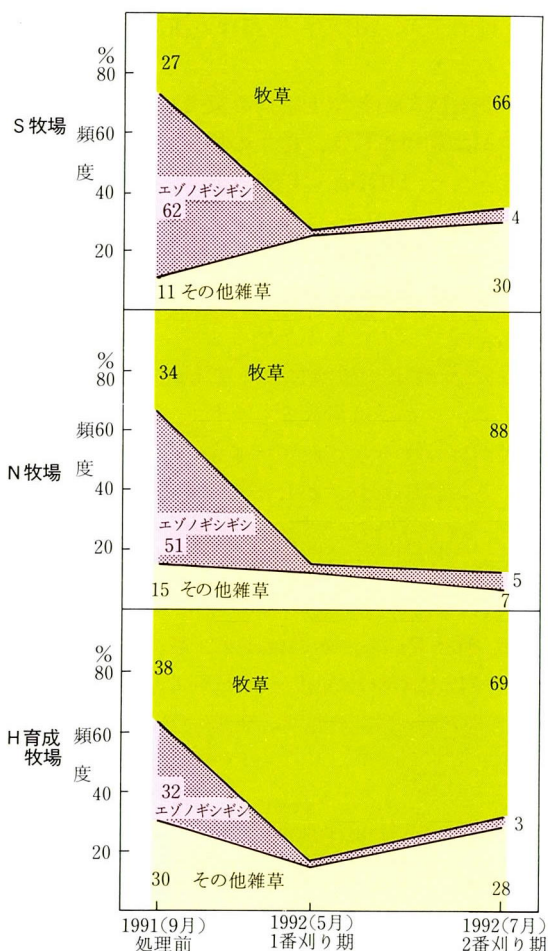 %
80
27
牧草
66
S牧場
頻60
度
40
エゾノギシギシ
62
4
20
11 その他雑草
30
%
80
34
牧草
88
頻60
N牧場
度
40
エゾノギシギシ
51
20
5
15 その他雑草
7
%
80
38
牧草
69
H育成
牧場
頻60
度
40
32
エゾノギシギシ
3
20
30 その他雑草
28
1991(9月)
処理前
1992(5月)
1番刈り期
1992(7月)
2番刈り期